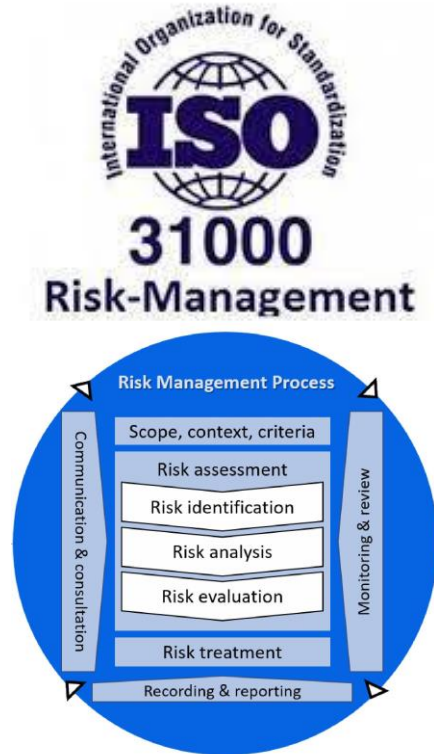 International Organization for Standardization
ISO
31000
Risk-Management
Risk Management Process
Scope, context, criteria
Risk assessment
Risk identification
Risk analysis
Risk evaluation
Risk treatment
Communication & consultation
Monitoring & review
Recording & reporting